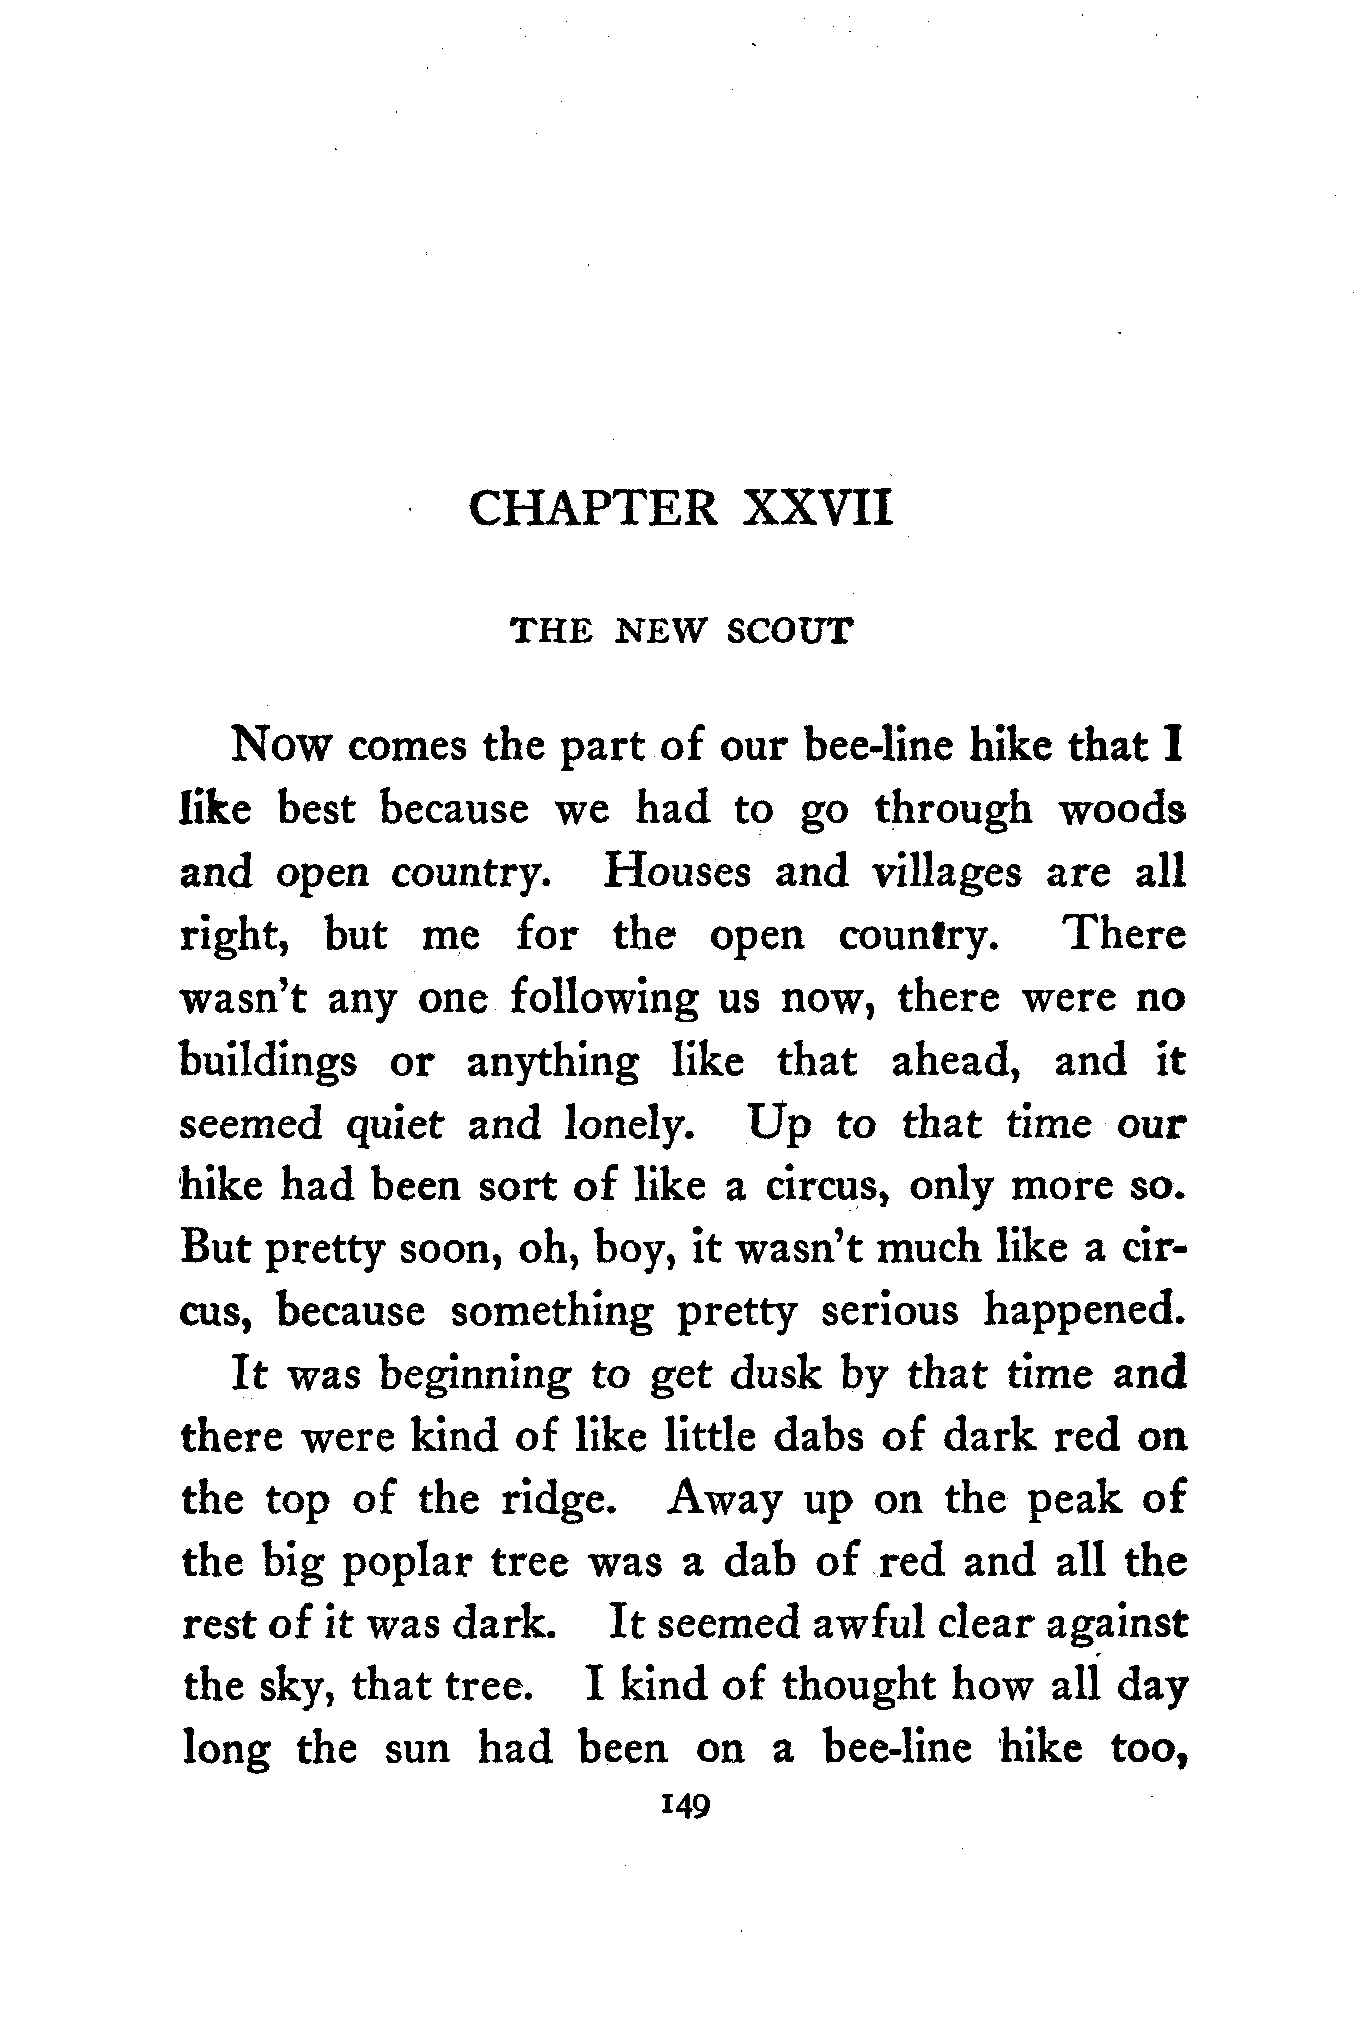 CHAPTER XXVII
THE NEW SCOUT
Now comes the part of our bee-line hike that I
like best because we had to go through woods
and open country. Houses and villages are all
right, but me for the open country. There
wasn't any one following us now, there were no
buildings or anything like that ahead, and it
seemed quiet and lonely. Up to that time our
hike had been sort of like a circus, only more so.
But pretty soon, oh, boy, it wasn't much like a cir-
cus, because something pretty serious happened.
It was beginning to get dusk by that time and
there were kind of like little dabs of dark red on
the top of the ridge. Away up on the peak of
the big poplar tree was a dab of red and all the
rest of it was dark. It seemed awful clear against
the sky, that tree. I kind of thought how all day
long the sun had been on a bee-line hike too,
149